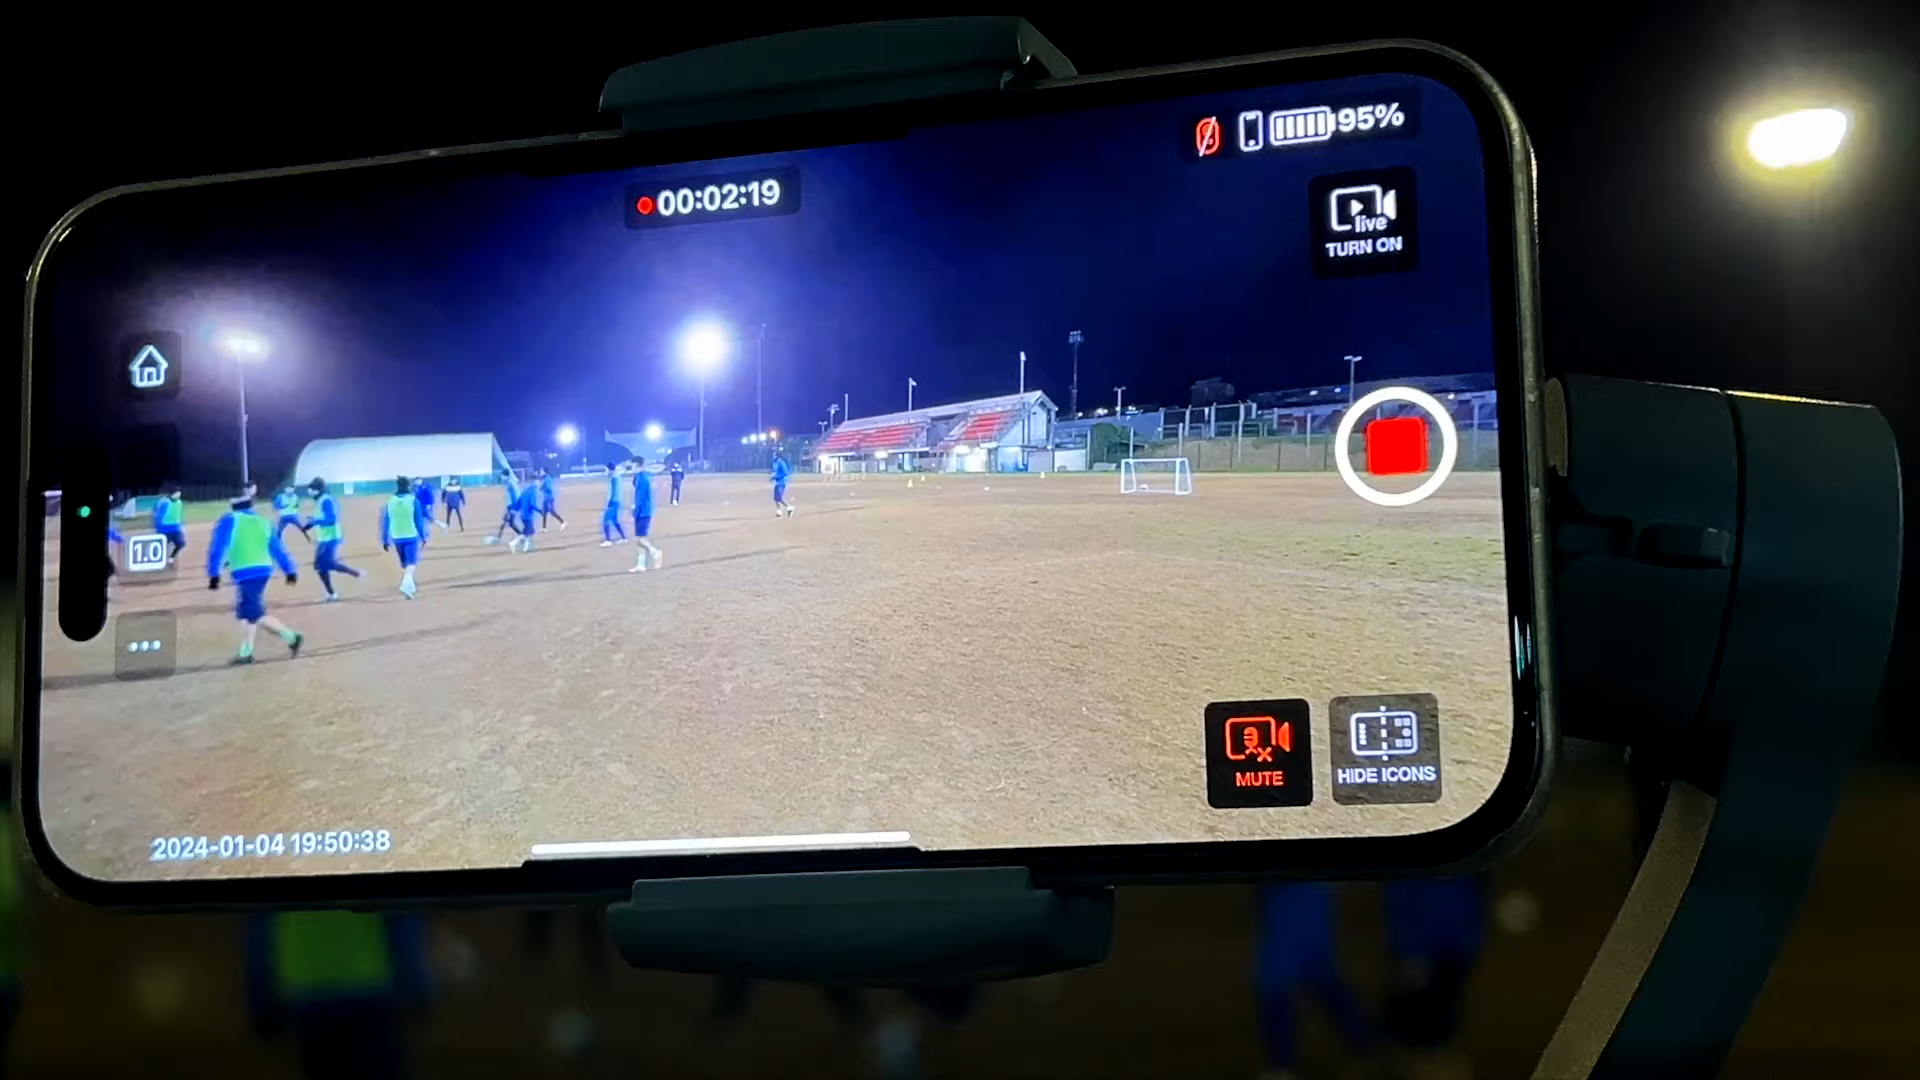 95%
00:02:19
live
TURN ON
1.0
MUTE
HIDE ICONS
2024-01-04 19:50:38